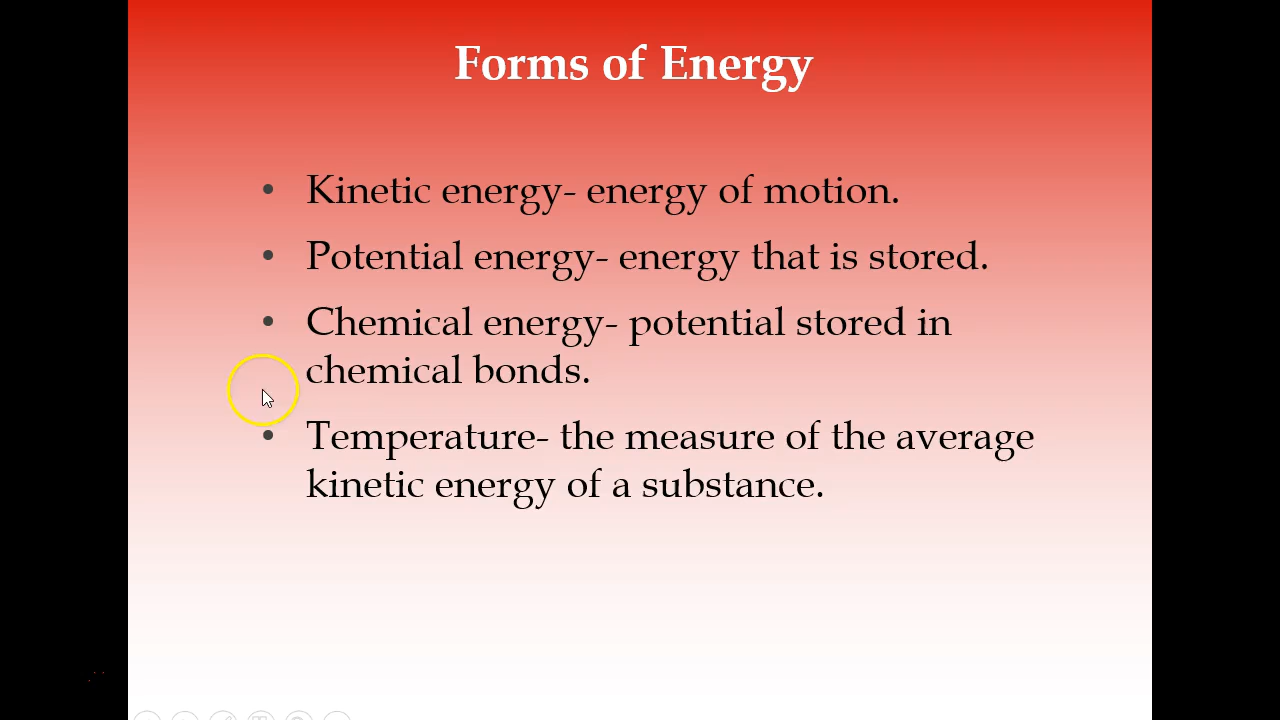 Forms of Energy
• Kinetic energy- energy of motion.
• Potential energy- energy that is stored.
• Chemical energy- potential stored in
chemical bonds.
• Temperature- the measure of the average
kinetic energy of a substance.